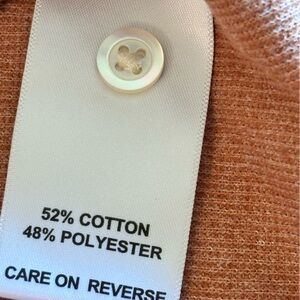 52% COTTON
48% POLYESTER
CARE ON REVERSE